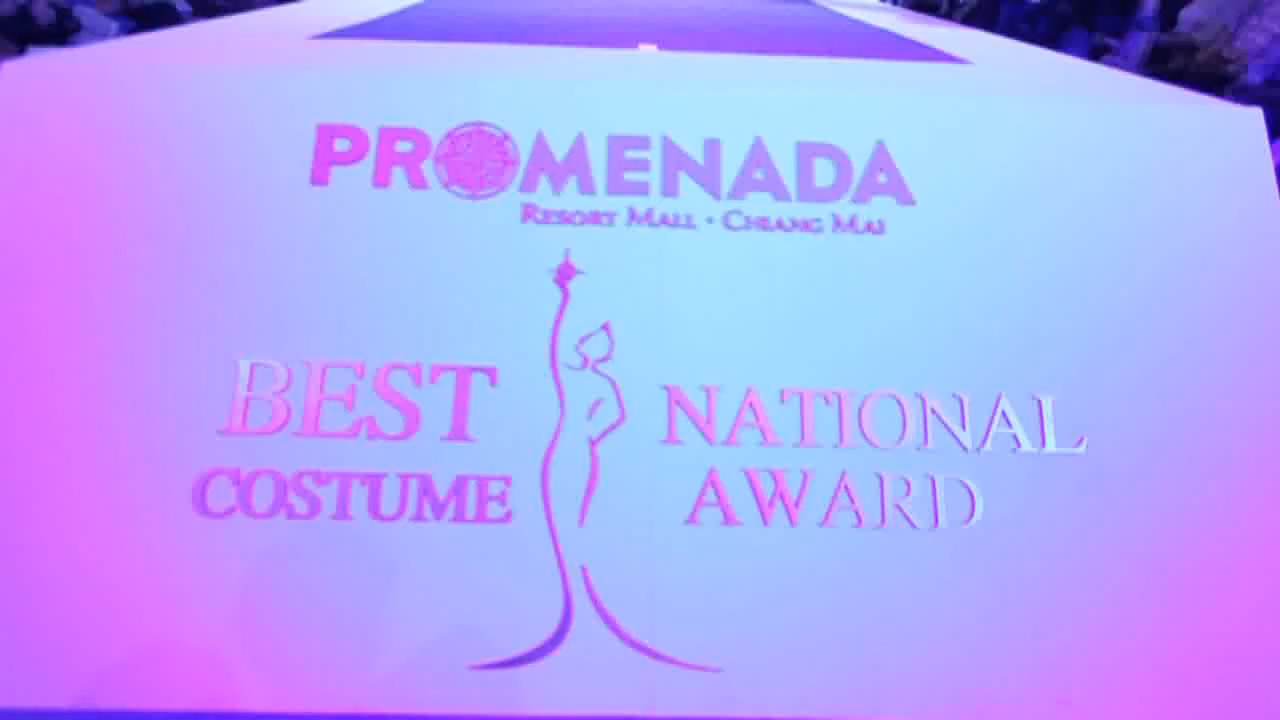 PROMENADA
RESORT MALL • CHIANG MAI
BEST NATIONAL
COSTUME AWARD